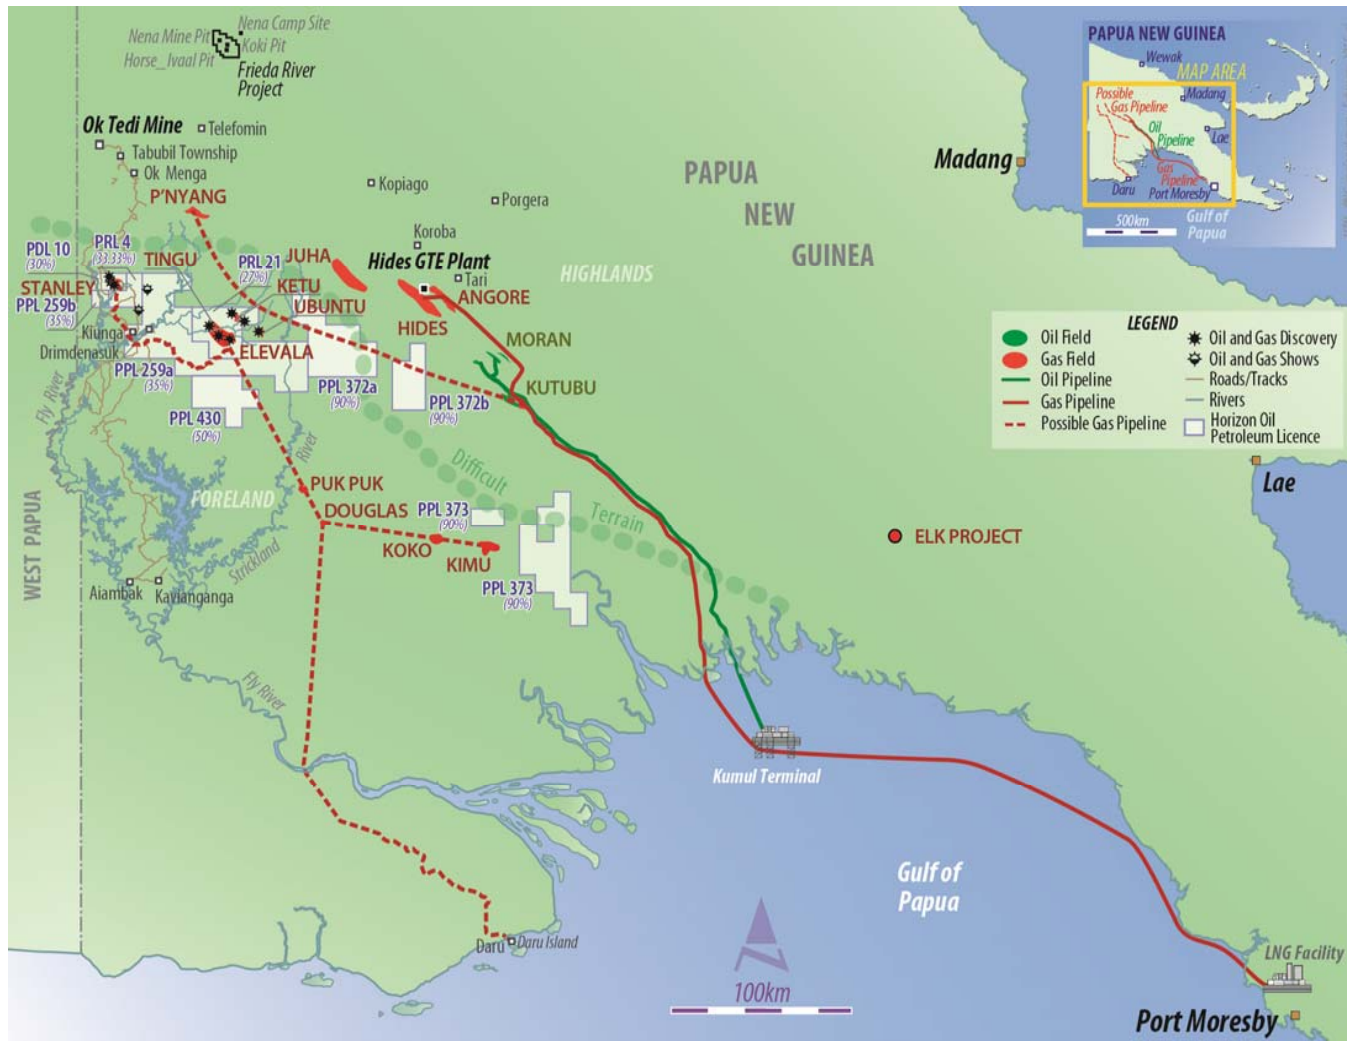 Nena Camp Site
Nena Mine Pit
Koki Pit
Horse_Ivaal Pit
Frieda River
Project
Ok Tedi Mine
Telefomin
Tabubil Township
Ok Menga
P'NYANG
Kopiago
Porgera
Koroba
Hides GTE Plant
Tari
ANGORE
HIDES
JUHA
PDL 10
(30%)
PRL 4
(33.33%)
TINGU
PRL 21
(27%)
KETU
UBUNTU
STANLEY
PPL 259b
(35%)
Kiunga
Drimdenasuk
ELEVALA
PPL 259a
(35%)
PPL 430
(50%)
PPL 372a
(90%)
PPL 372b
(90%)
MORAN
KUTUBU
HIGHLANDS
PAPUA
NEW
GUINEA
Madang
Lae
Fly River
River
Strickland
FORELAND
WEST PAPUA
PUK PUK
DOUGLAS
KOKO
KIMU
PPL 373
(90%)
PPL 373
(90%)
Difficult
Terrain
ELK PROJECT
Aiambak
Kavianganga
Fly River
Daru
Daru Island
Kumul Terminal
Gulf of
Papua
100km
LNG Facility
Port Moresby
PAPUA NEW GUINEA
Wewak
MAP AREA
Possible
Gas Pipeline
Madang
Oil
Pipeline
Lae
Gas
Pipeline
Daru
Port Moresby
500km
Gulf of
Papua
LEGEND
Oil Field
Gas Field
Oil Pipeline
Gas Pipeline
Possible Gas Pipeline
Oil and Gas Discovery
Oil and Gas Shows
Roads/Tracks
Rivers
Horizon Oil
Petroleum Licence